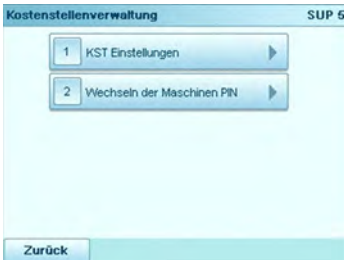 Kostenstellenverwaltung SUP 5
1 KST Einstellungen
2 Wechseln der Maschinen PIN
Zurück